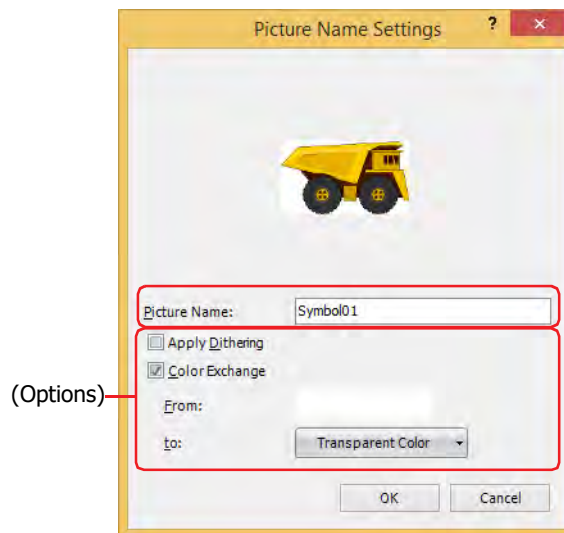 Picture Name Settings ?
Picture Name: Symbol01
Apply Dithering
Color Exchange
(Options)
From:
to: Transparent Color
OK Cancel